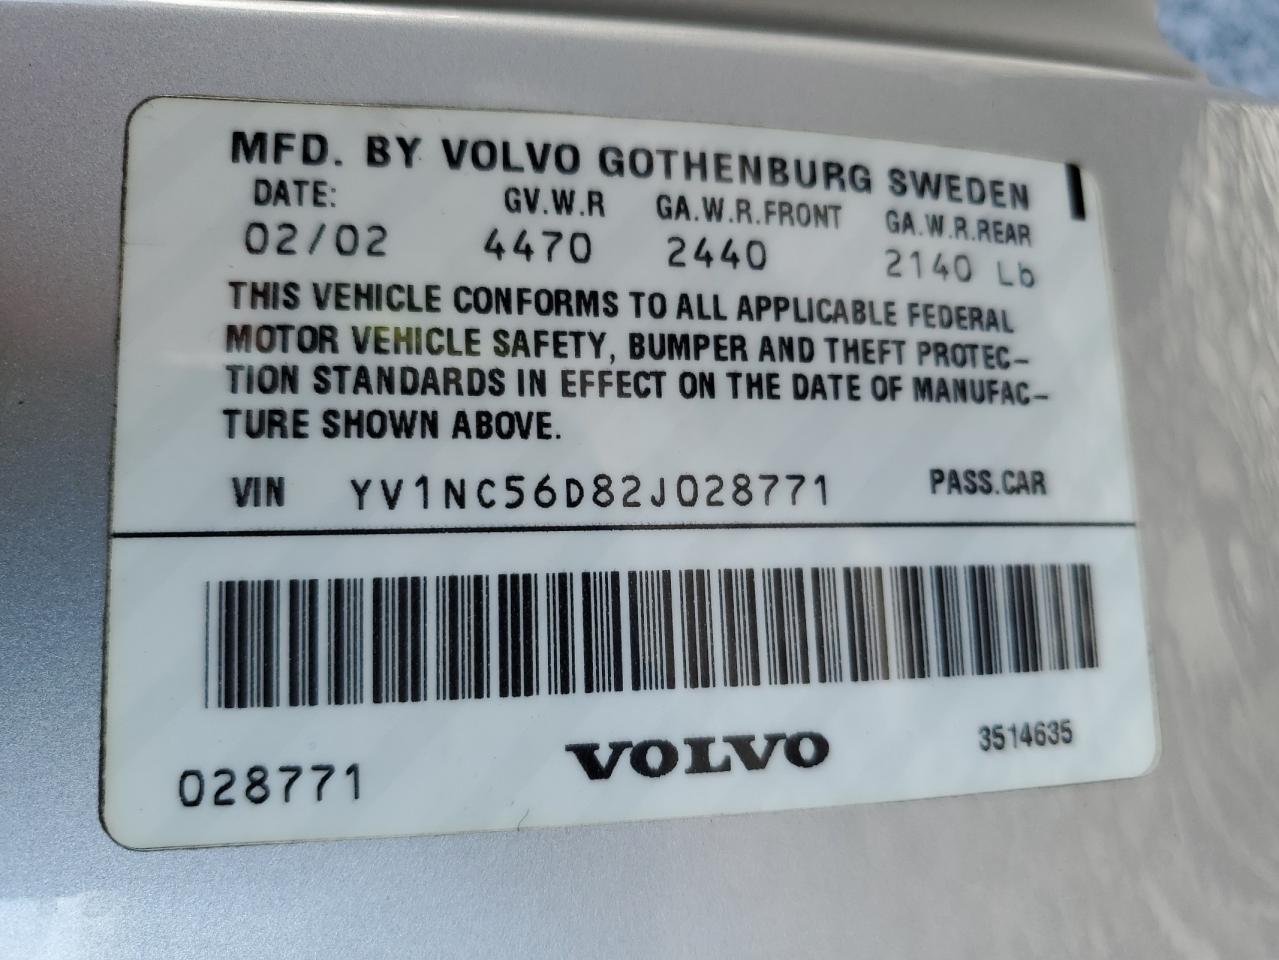 MFD. BY VOLVO GOTHENBURG SWEDEN
DATE: GV.W.R GA.W.R.FRONT GA.W.R.REAR
02/02 4470 2440 2140 Lb
THIS VEHICLE CONFORMS TO ALL APPLICABLE FEDERAL
MOTOR VEHICLE SAFETY, BUMPER AND THEFT PROTEC-
TION STANDARDS IN EFFECT ON THE DATE OF MANUFAC-
TURE SHOWN ABOVE.
VIN YV1NC56D82J028771 PASS.CAR
028771 VOLVO 3514635